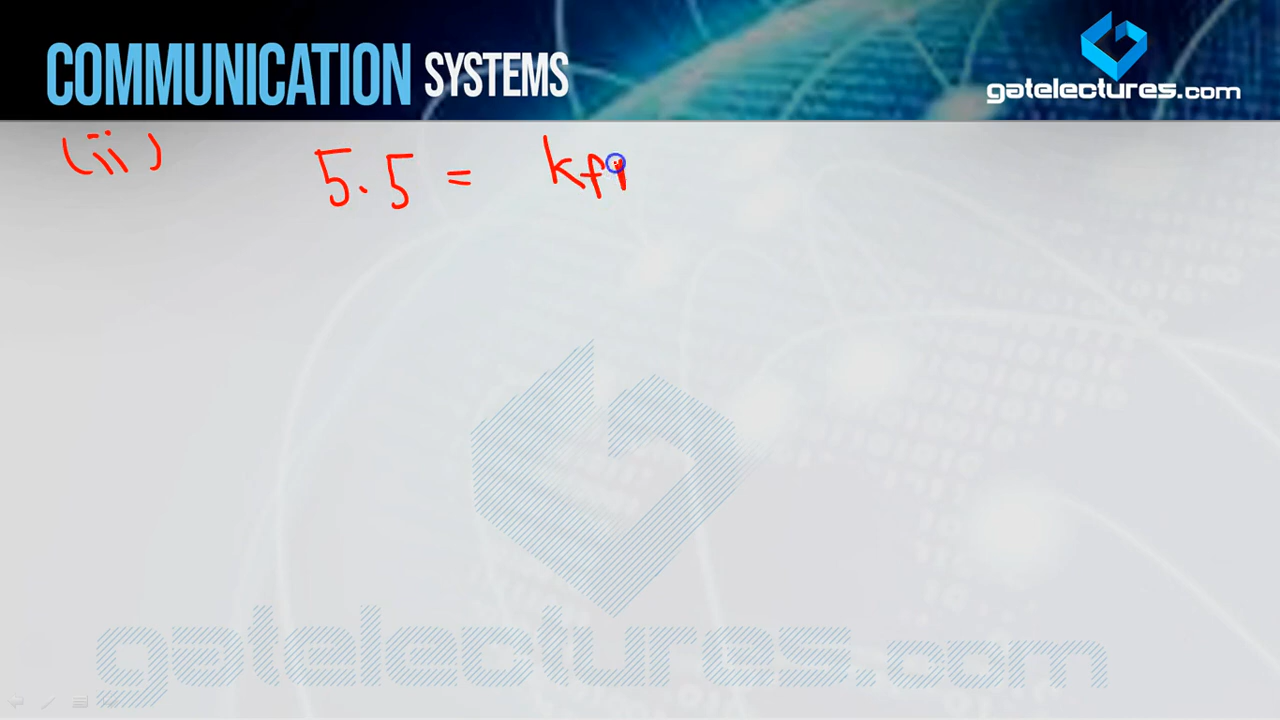 COMMUNICATION SYSTEMS
gatelectures.com
(ii) 5.5 = kf
gatelectures.com